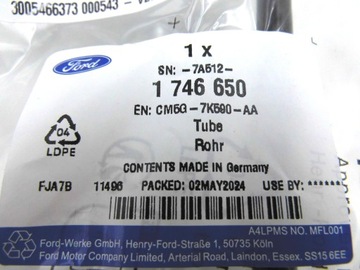 3005466373 000543
1 x
Ford
SN: -7A512-
1 746 650
EN: CM5G-7K590-AA
Tube
Rohr
04
LDPE
CONTENTS MADE IN Germany
FJA7B 11496 PACKED: 02MAY2024 USE BY: ******
A4LPMS NO. MFL001
Ford-Werke GmbH, Henry-Ford-Straße 1, 50735 Köln
Ford Motor Company Limited, Arterial Road, Laindon, Essex. SS15 6EE